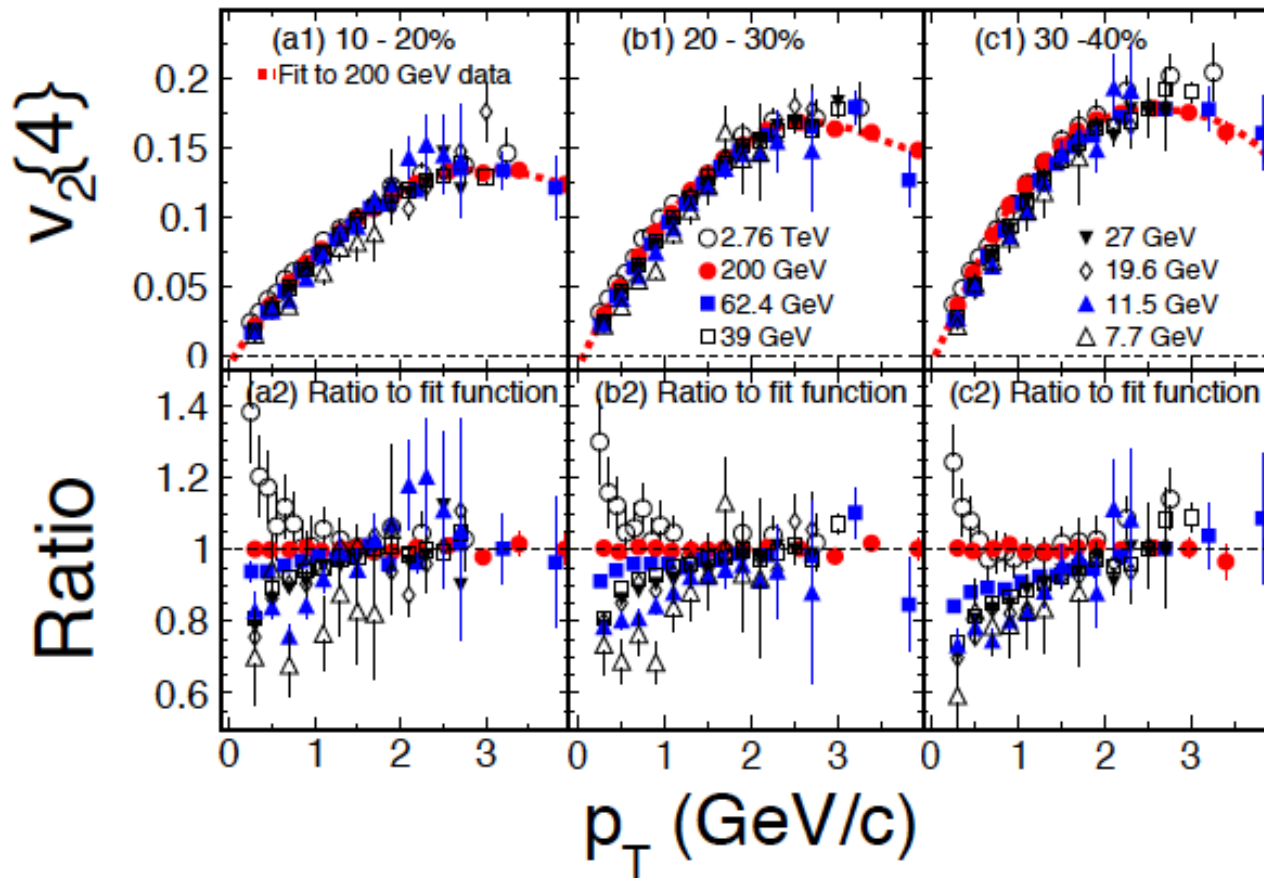 (a1) 10 - 20%
Fit to 200 GeV data
(b1) 20 - 30%
(c1) 30 -40%
v2{4}
0.2
0.15
0.1
0.05
0
2.76 TeV
200 GeV
62.4 GeV
39 GeV
27 GeV
19.6 GeV
11.5 GeV
7.7 GeV
(a2) Ratio to fit function
(b2) Ratio to fit function
(c2) Ratio to fit function
Ratio
1.4
1.2
1
0.8
0.6
0 1 2 3 0 1 2 3 0 1 2 3
pT (GeV/c)